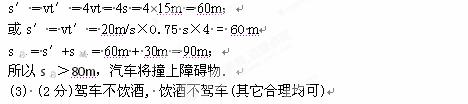 s′=vt′=4vt=4s=4×15m=60m；
或 s′=vt′=20m/s×0.75 s×4=60 m
s总=s′+s =60m+30m=90m；
所以 s总＞80m，汽车将撞上障碍物．
(3) (2分)驾车不饮酒，饮酒不驾车(其它合理均可)